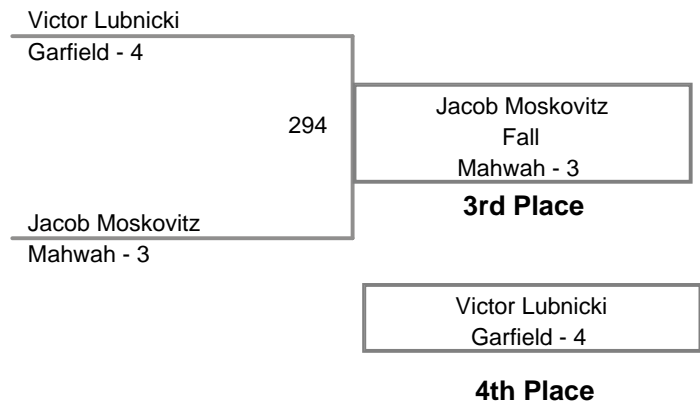 Victor Lubnicki
Garfield - 4
294
Jacob Moskovitz
Fall
Mahwah - 3
3rd Place
Jacob Moskovitz
Mahwah - 3
Victor Lubnicki
Garfield - 4
4th Place